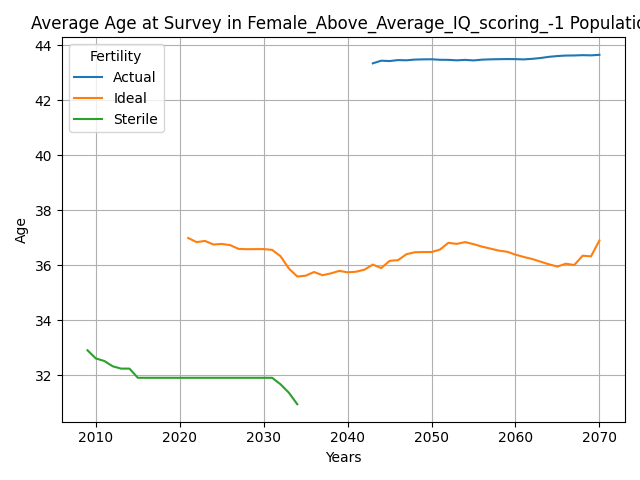 Average Age at Survey in Female_Above_Average_IQ_scoring_-1 Populatio
Fertility
Actual
Ideal
Sterile
44
42
40
38
36
34
32
Age
2010 2020 2030 2040 2050 2060 2070
Years